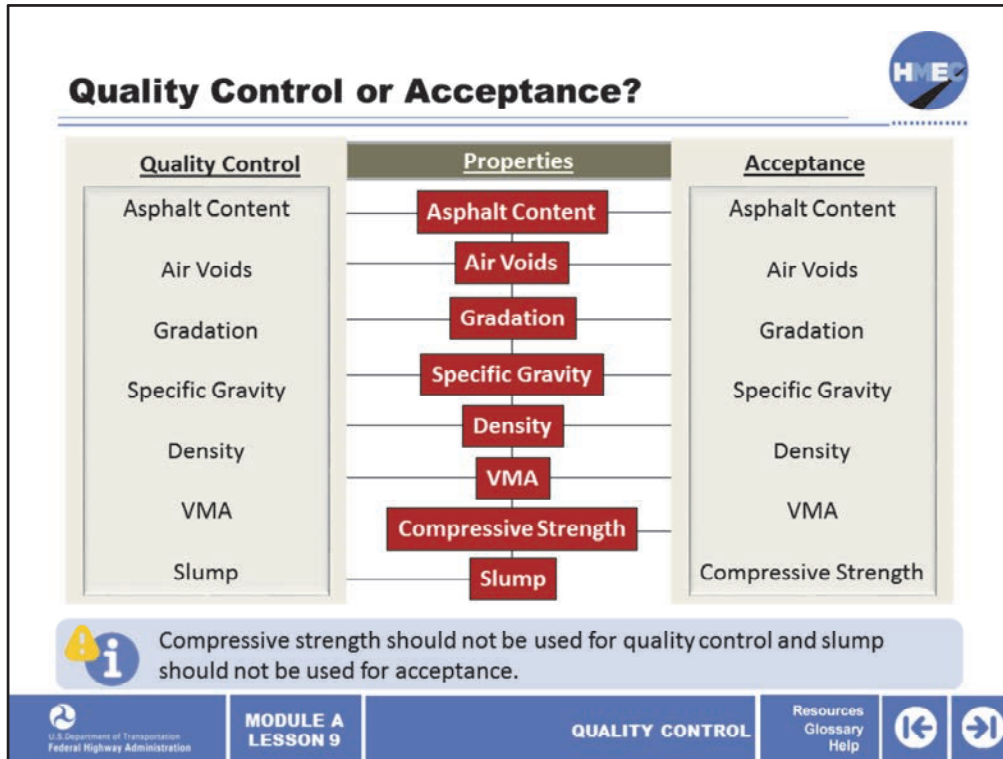 HMEC
Quality Control or Acceptance?
Quality Control
Asphalt Content
Air Voids
Gradation
Specific Gravity
Density
VMA
Slump
Properties
Asphalt Content
Air Voids
Gradation
Specific Gravity
Density
VMA
Compressive Strength
Slump
Acceptance
Asphalt Content
Air Voids
Gradation
Specific Gravity
Density
VMA
Compressive Strength
Compressive strength should not be used for quality control and slump
should not be used for acceptance.
U.S. Department of Transportation
Federal Highway Administration
MODULE A
LESSON 9
QUALITY CONTROL
Resources
Glossary
Help